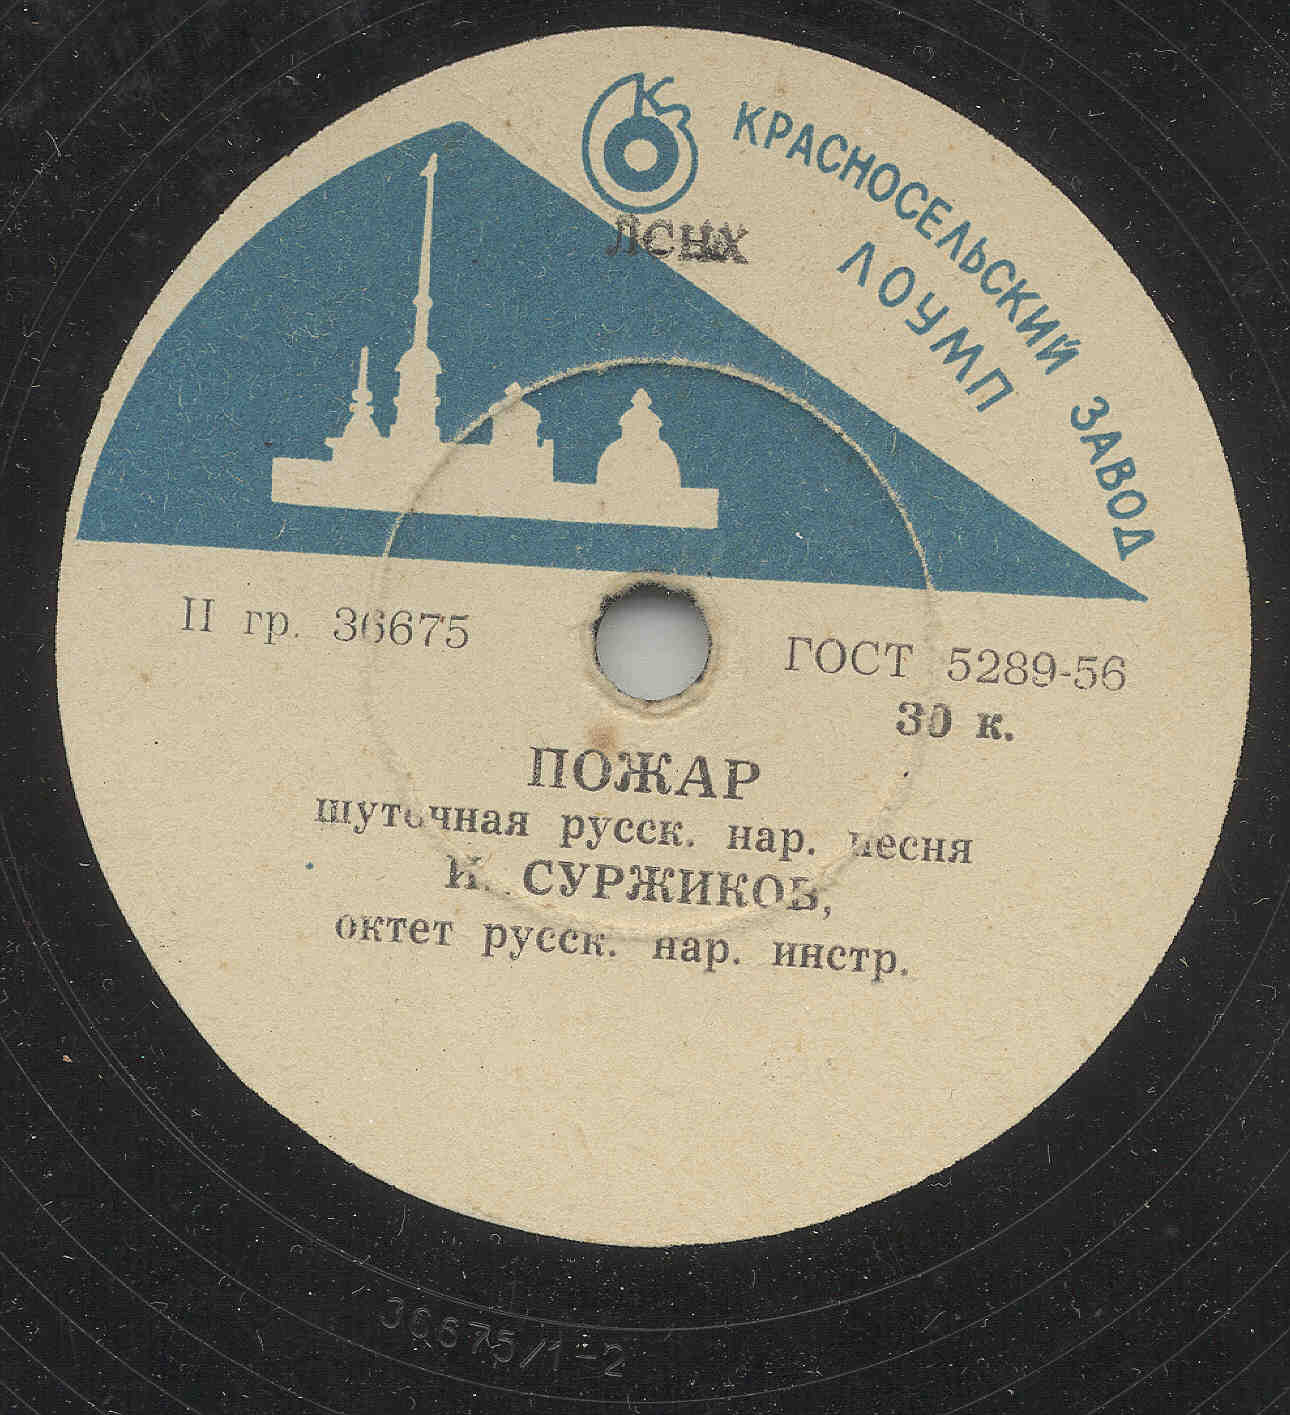 ЛСНХ
КРАСНОСЕЛЬСКИЙ ЗАВОД
ЛОУМП
II гр. 36675
ГОСТ 5289-56
30 к.
ПОЖАР
шуточная русск. нар. песня
И. СУРЖИКОВ,
октет русск. нар. инстр.
36675/1-2